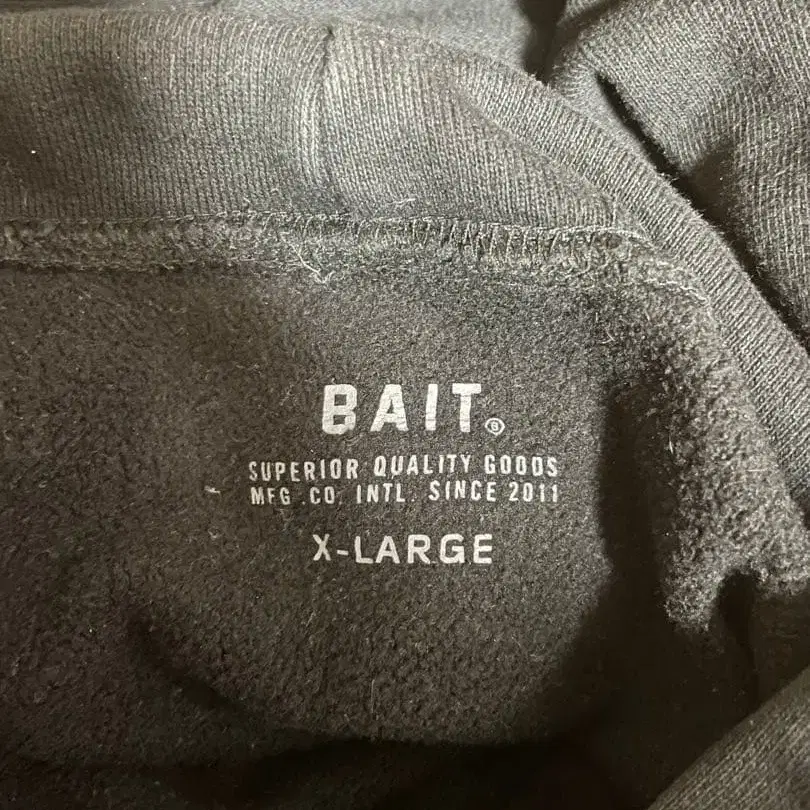 BAIT
SUPERIOR QUALITY GOODS
MFG .CO. INTL. SINCE 2011
X-LARGE